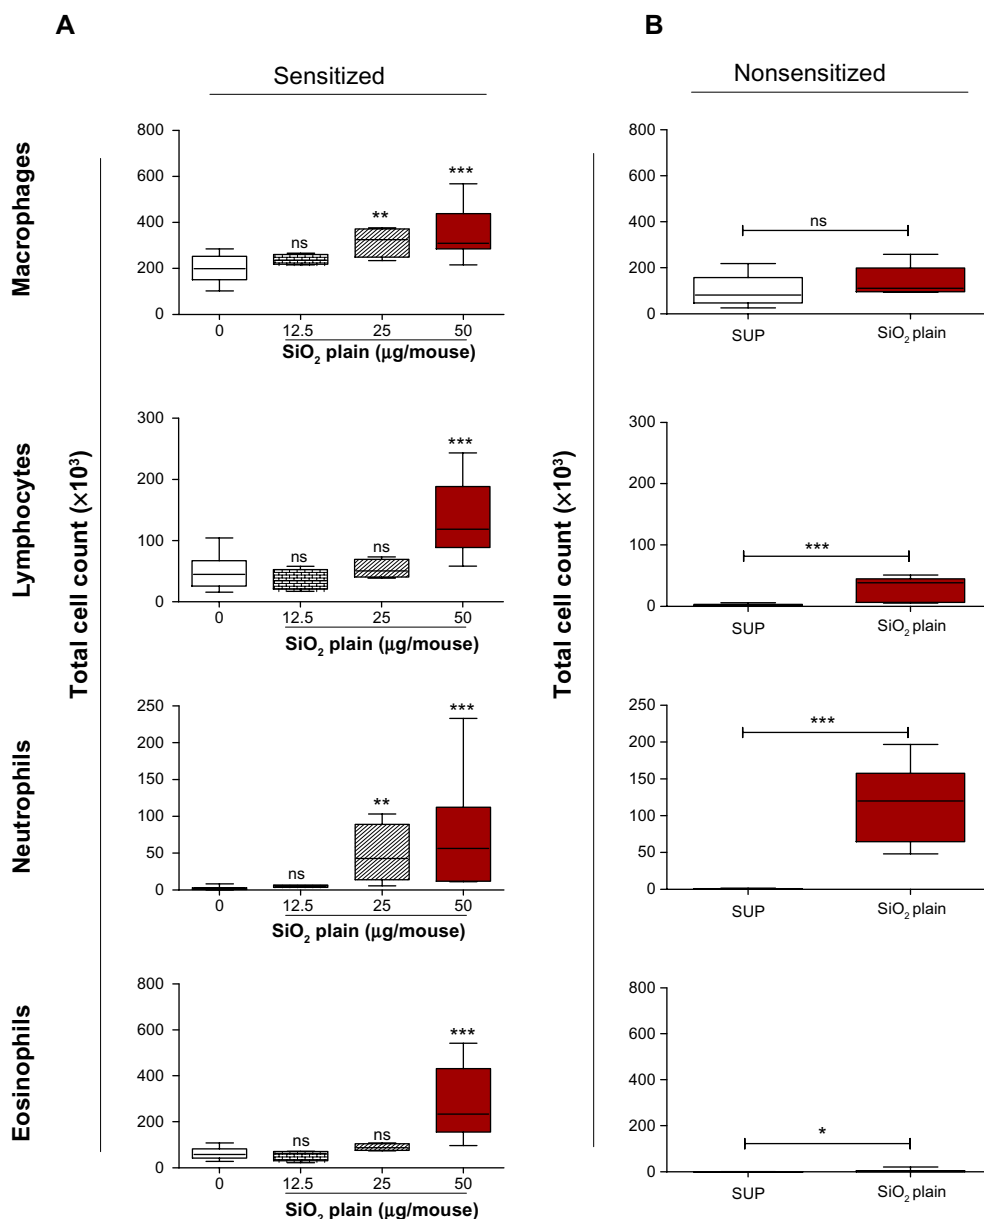 A
B
Sensitized
Nonsensitized
Macrophages
Lymphocytes
Neutrophils
Eosinophils
Total cell count (×10³)
Total cell count (×10³)
800
600
400
200
0
ns
**
***
0 12.5 25 50
SiO₂ plain (μg/mouse)
800
600
400
200
0
ns
SUP SiO₂ plain
300
200
100
0
ns
ns
***
0 12.5 25 50
SiO₂ plain (μg/mouse)
300
200
100
50
0
***
SUP SiO₂ plain
250
200
150
100
50
0
ns
**
***
0 12.5 25 50
SiO₂ plain (μg/mouse)
250
200
150
100
50
0
***
SUP SiO₂ plain
800
600
400
200
0
ns
ns
***
0 12.5 25 50
SiO₂ plain (μg/mouse)
800
600
400
200
0
*
SUP SiO₂ plain